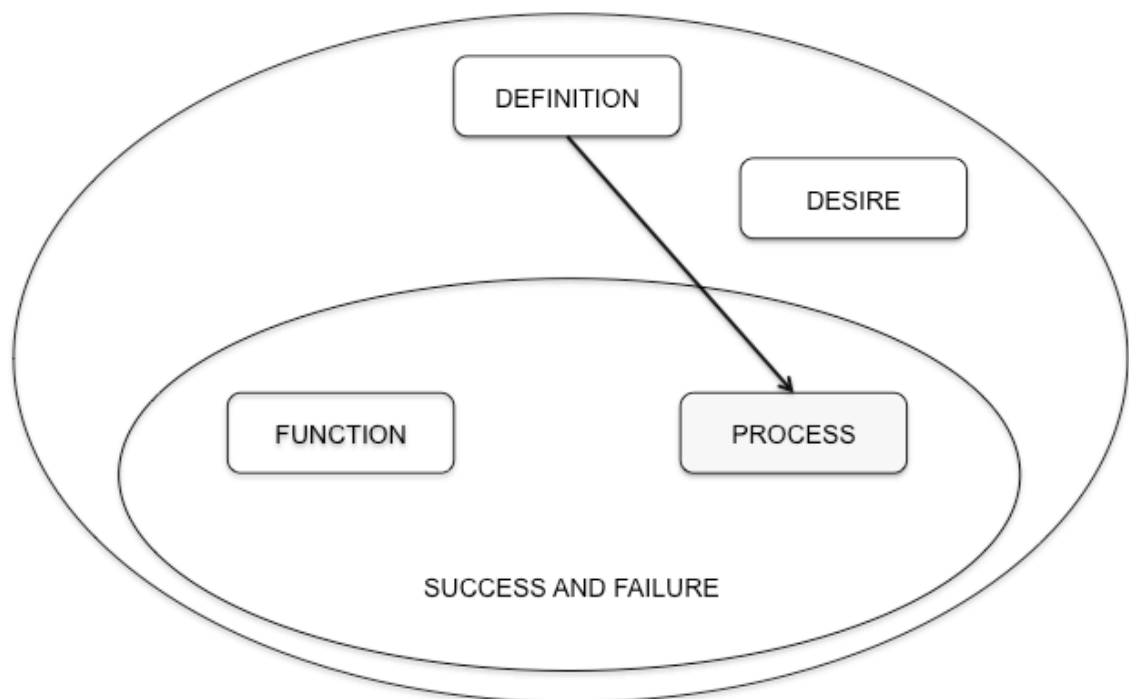 DEFINITION
DESIRE
FUNCTION
PROCESS
SUCCESS AND FAILURE